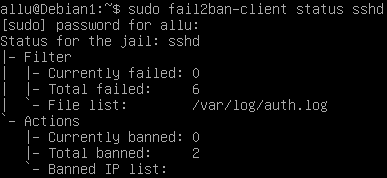 allu@Debian1:~$ sudo fail2ban-client status sshd
[sudo] password for allu:
Status for the jail: sshd
|- Filter
|  |- Currently failed: 0
|  |- Total failed:     6
|  `- File list:        /var/log/auth.log
`- Actions
   |- Currently banned: 0
   |- Total banned:     2
   `- Banned IP list: